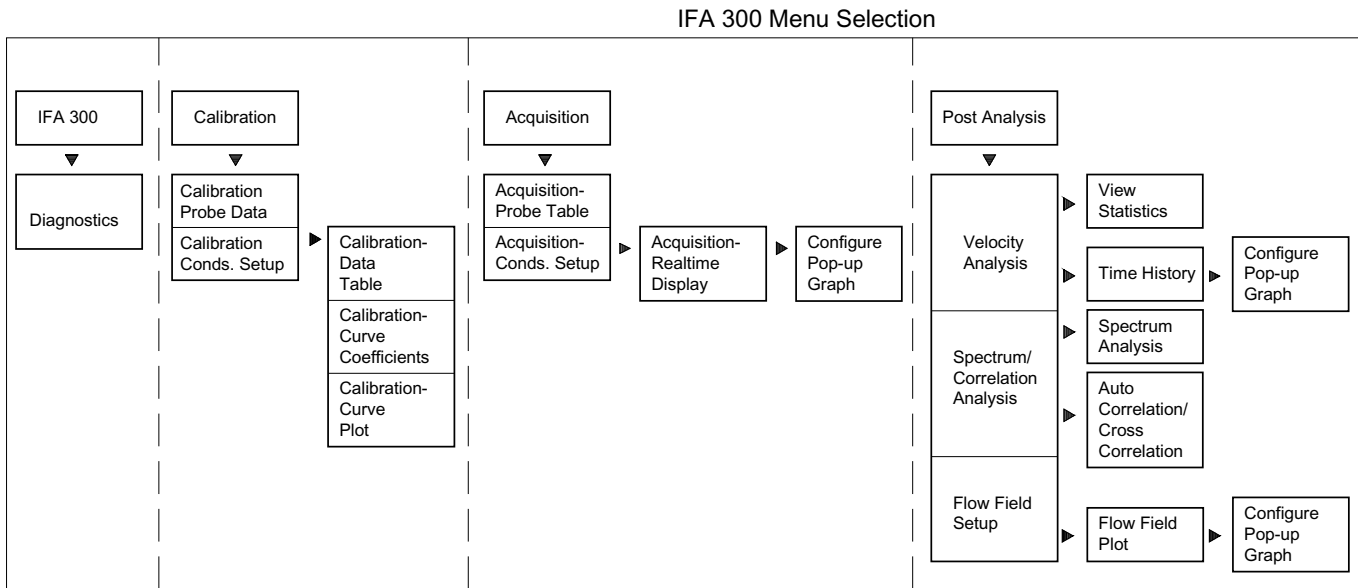 IFA 300 Menu Selection
IFA 300
Diagnostics
Calibration
Calibration
Probe Data
Calibration
Conds. Setup
Calibration-
Data
Table
Calibration-
Curve
Coefficients
Calibration-
Curve
Plot
Acquisition
Acquisition-
Probe Table
Acquisition-
Conds. Setup
Acquisition-
Realtime
Display
Configure
Pop-up
Graph
Post Analysis
Velocity
Analysis
View
Statistics
Time History
Configure
Pop-up
Graph
Spectrum/
Correlation
Analysis
Spectrum
Analysis
Auto
Correlation/
Cross
Correlation
Flow Field
Setup
Flow Field
Plot
Configure
Pop-up
Graph